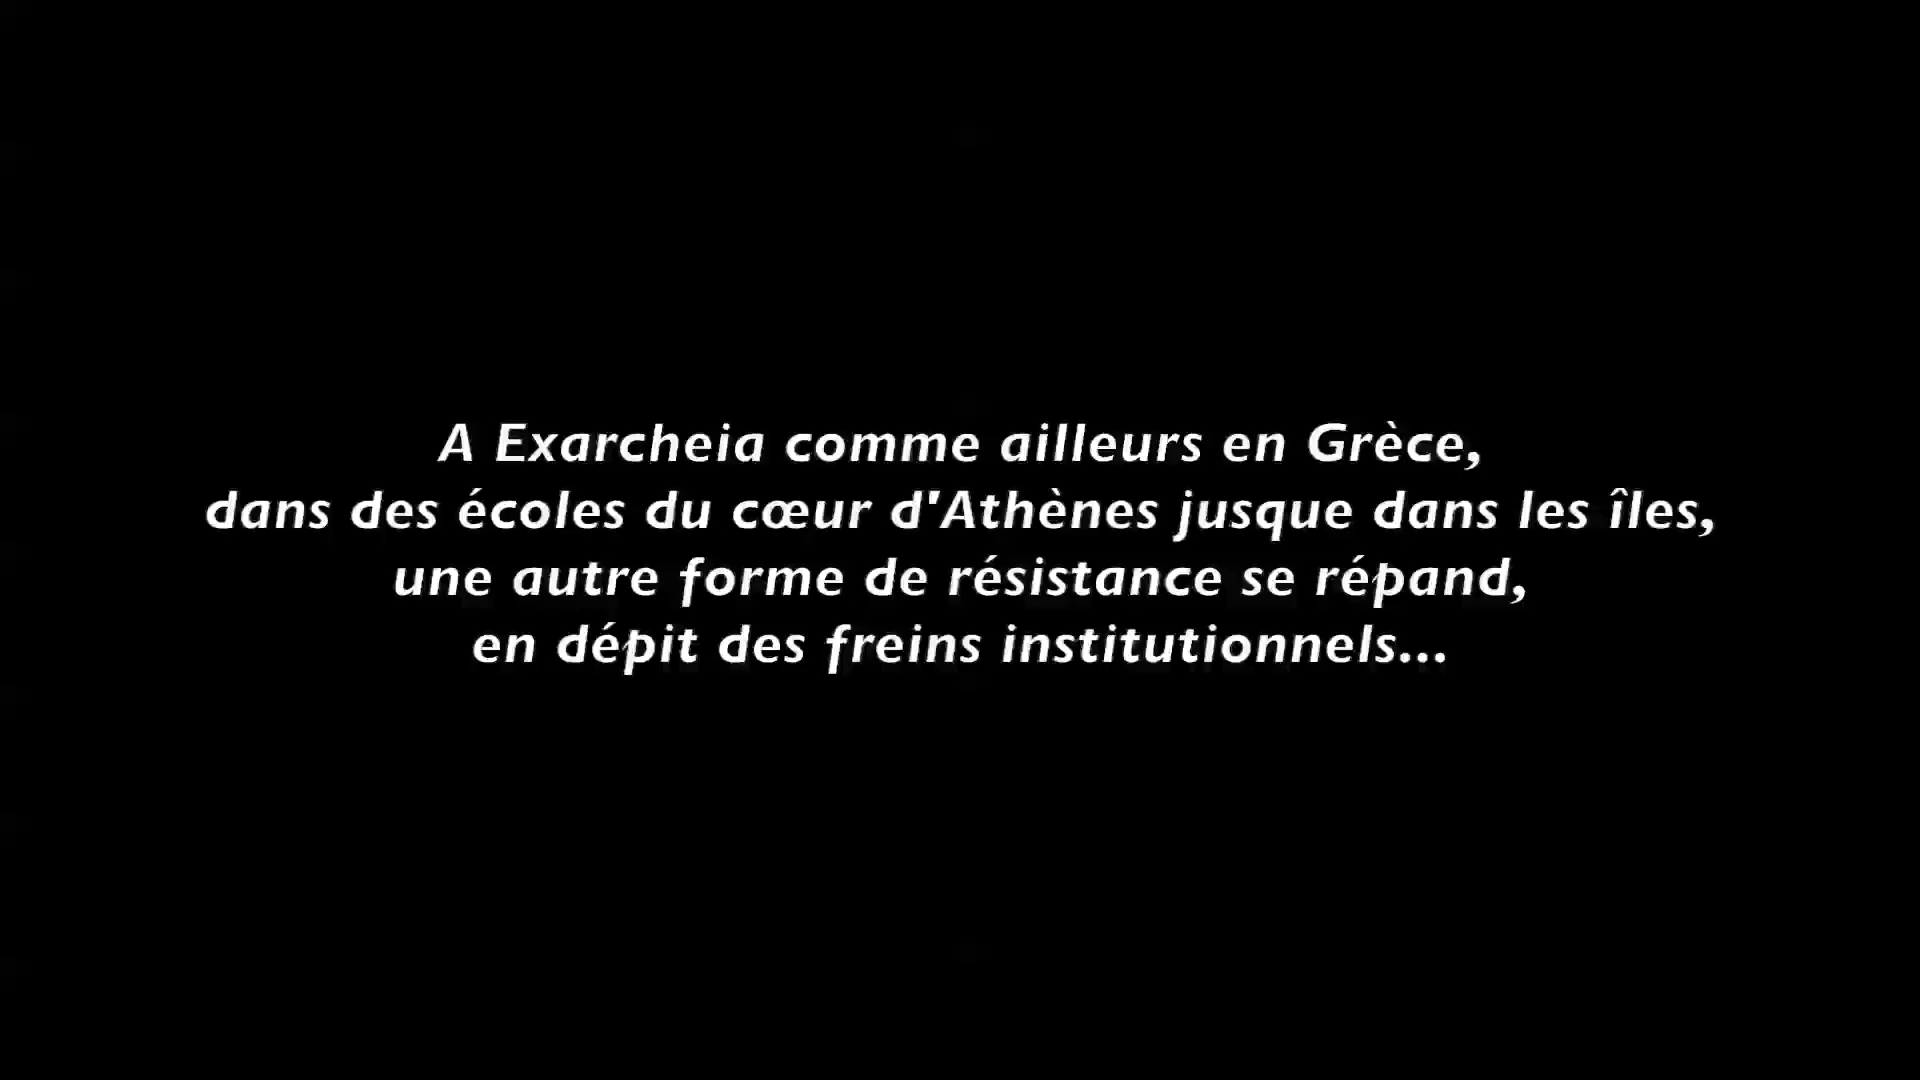 A Exarcheia comme ailleurs en Grèce,
dans des écoles du cœur d'Athènes jusque dans les îles,
une autre forme de résistance se répand,
en dépit des freins institutionnels...